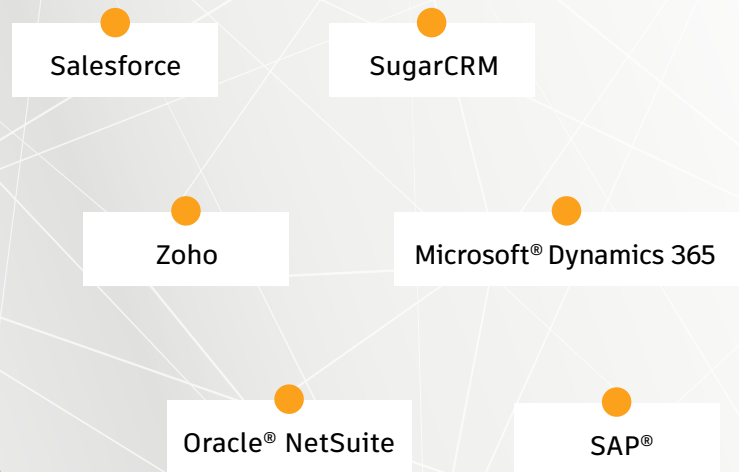 Salesforce
SugarCRM
Zoho
Microsoft® Dynamics 365
Oracle® NetSuite
SAP®